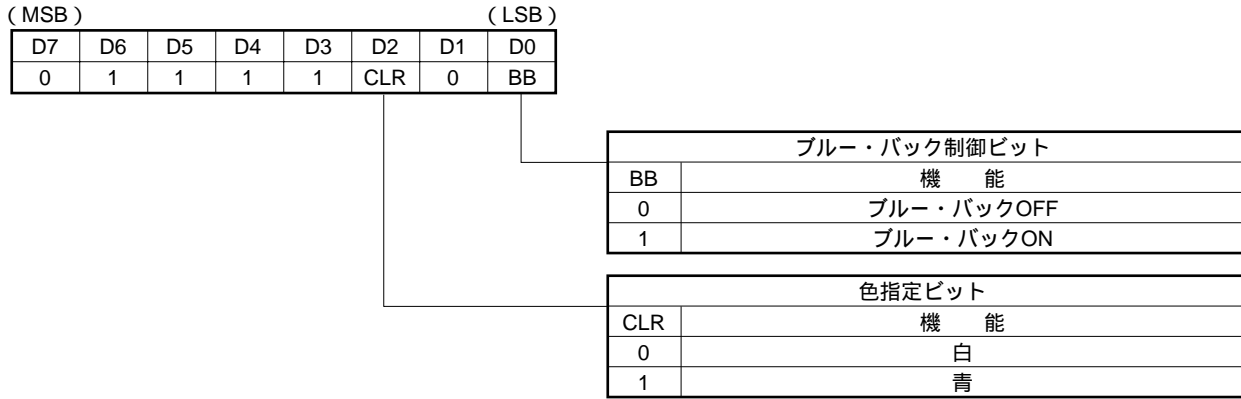 （MSB） （LSB）
D7 D6 D5 D4 D3 D2 D1 D0
0 1 1 1 1 CLR 0 BB
ブルー・バック制御ビット
BB 機　能
0 ブルー・バックOFF
1 ブルー・バックON
色指定ビット
CLR 機　能
0 白
1 青